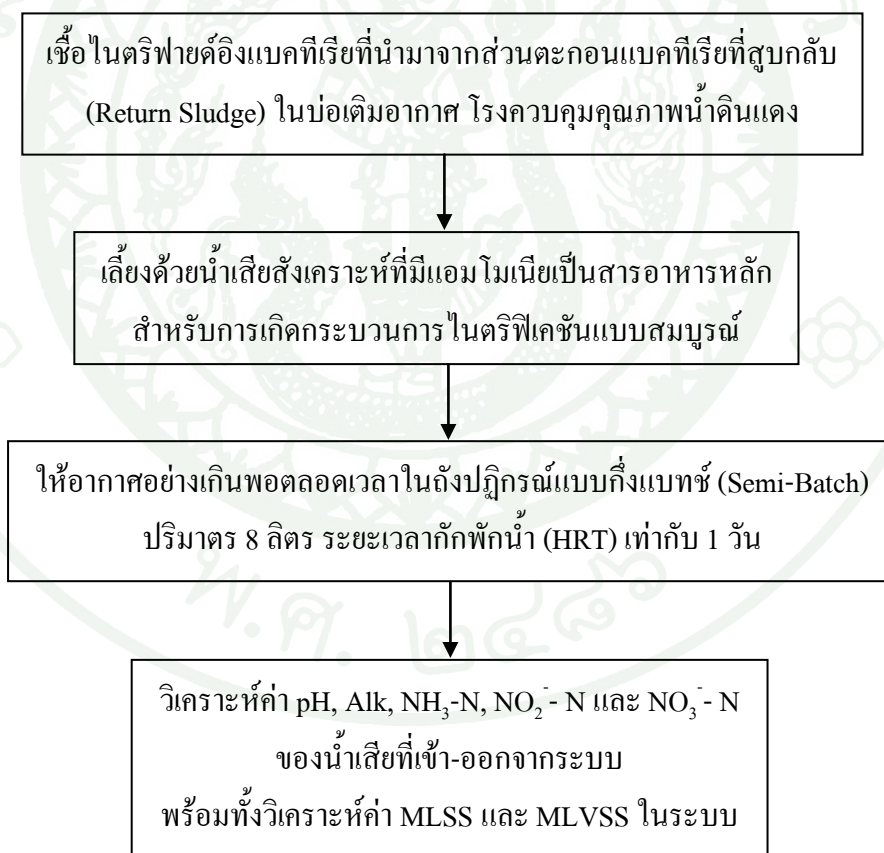 เชื้อไนตริฟายด์อิงแบคทีเรียที่นำมาจากส่วนตะกอนแบคทีเรียที่สูบกลับ
(Return Sludge) ในบ่อเติมอากาศ โรงควบคุมคุณภาพน้ำดินแดง
เลี้ยงด้วยน้ำเสียสังเคราะห์ที่มีแอมโมเนียเป็นสารอาหารหลัก
สำหรับการเกิดกระบวนการไนตริฟิเคชันแบบสมบูรณ์
ให้อากาศอย่างเกินพอตลอดเวลาในถังปฏิกรณ์แบบกึ่งแบทช์ (Semi-Batch)
ปริมาตร 8 ลิตร ระยะเวลากักพักน้ำ (HRT) เท่ากับ 1 วัน
พ.ศ. ๒๔๘๖
วิเคราะห์ค่า pH, Alk, NH₃-N, NO₂⁻- N และ NO₃⁻- N
ของน้ำเสียที่เข้า-ออกจากระบบ
พร้อมทั้งวิเคราะห์ค่า MLSS และ MLVSS ในระบบ